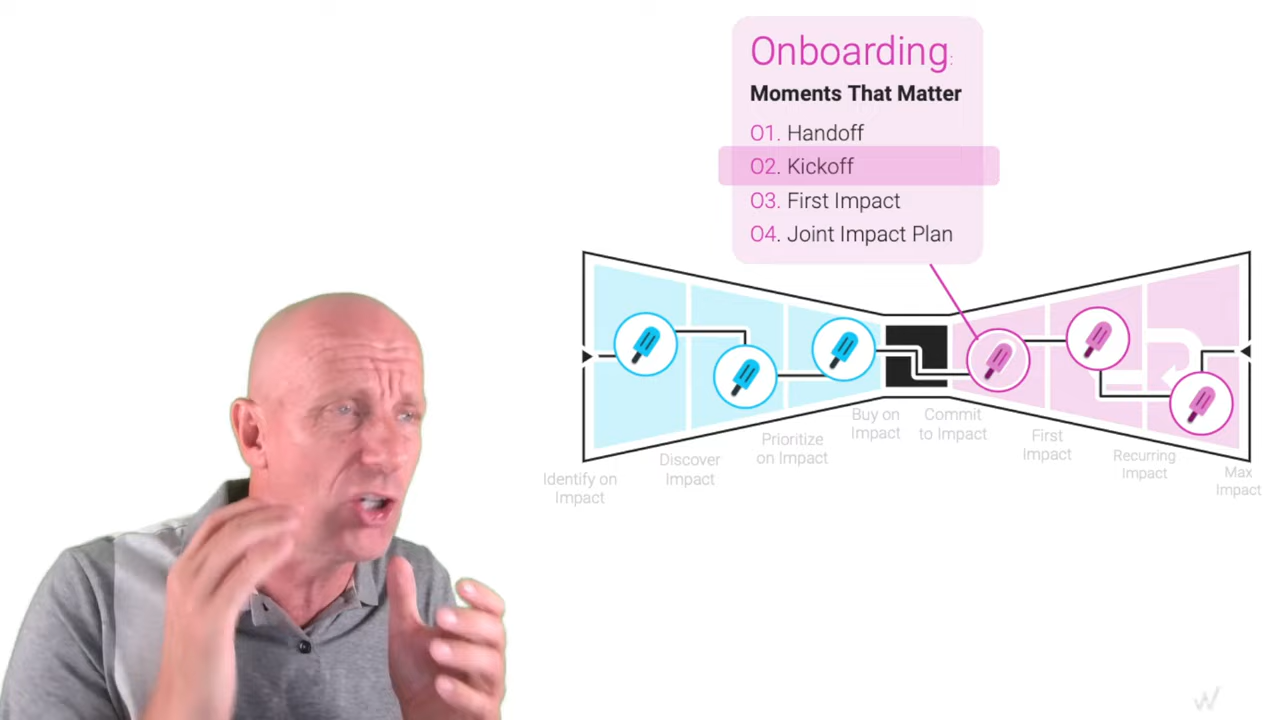 Onboarding:
Moments That Matter
01. Handoff
02. Kickoff
03. First Impact
04. Joint Impact Plan
Identify on
Impact
Discover
Impact
Prioritize
on Impact
Buy on
Impact
Commit
to Impact
First
Impact
Recurring
Impact
Max
Impact
W